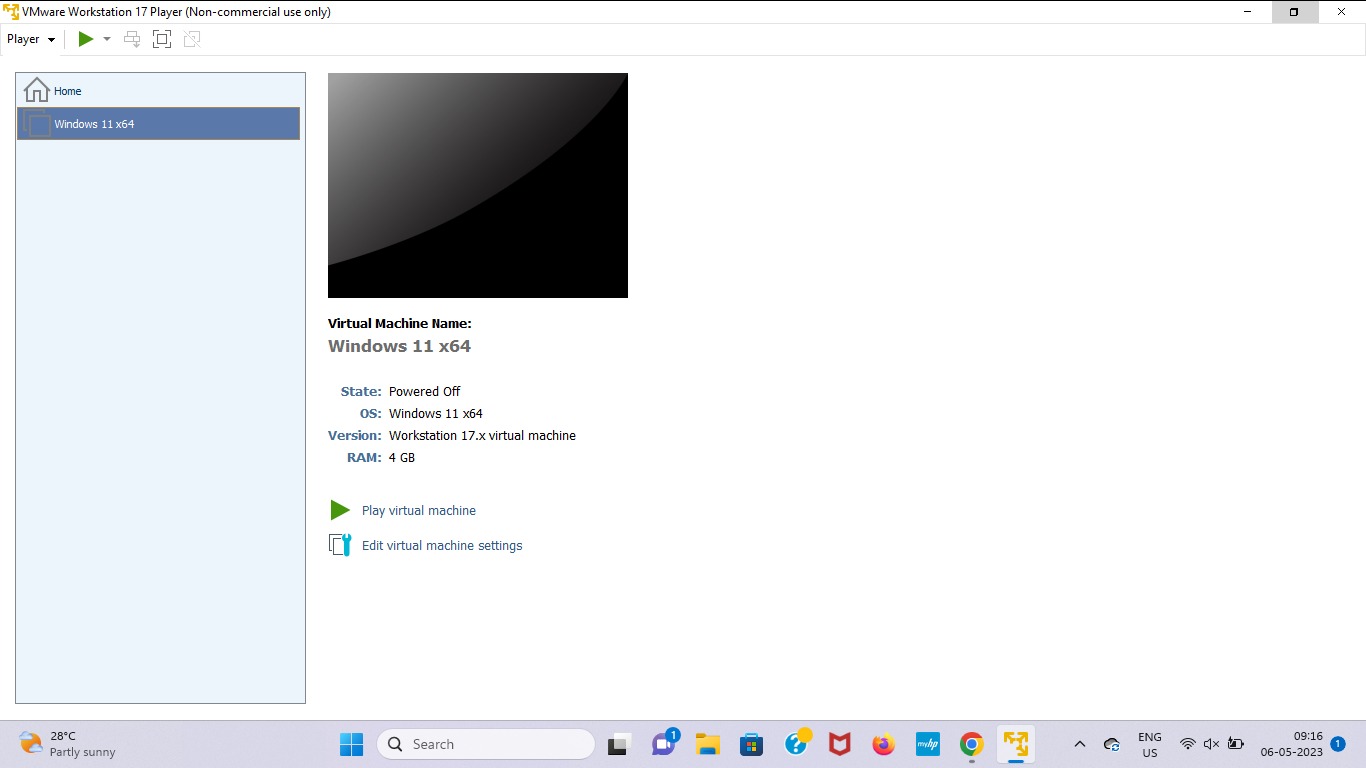 VMware Workstation 17 Player (Non-commercial use only)
Player
Home
Windows 11 x64
Virtual Machine Name:
Windows 11 x64
State: Powered Off
OS: Windows 11 x64
Version: Workstation 17.x virtual machine
RAM: 4 GB
Play virtual machine
Edit virtual machine settings
28°C
Partly sunny
Search
1
myhp
ENG
US
09:16
06-05-2023
1